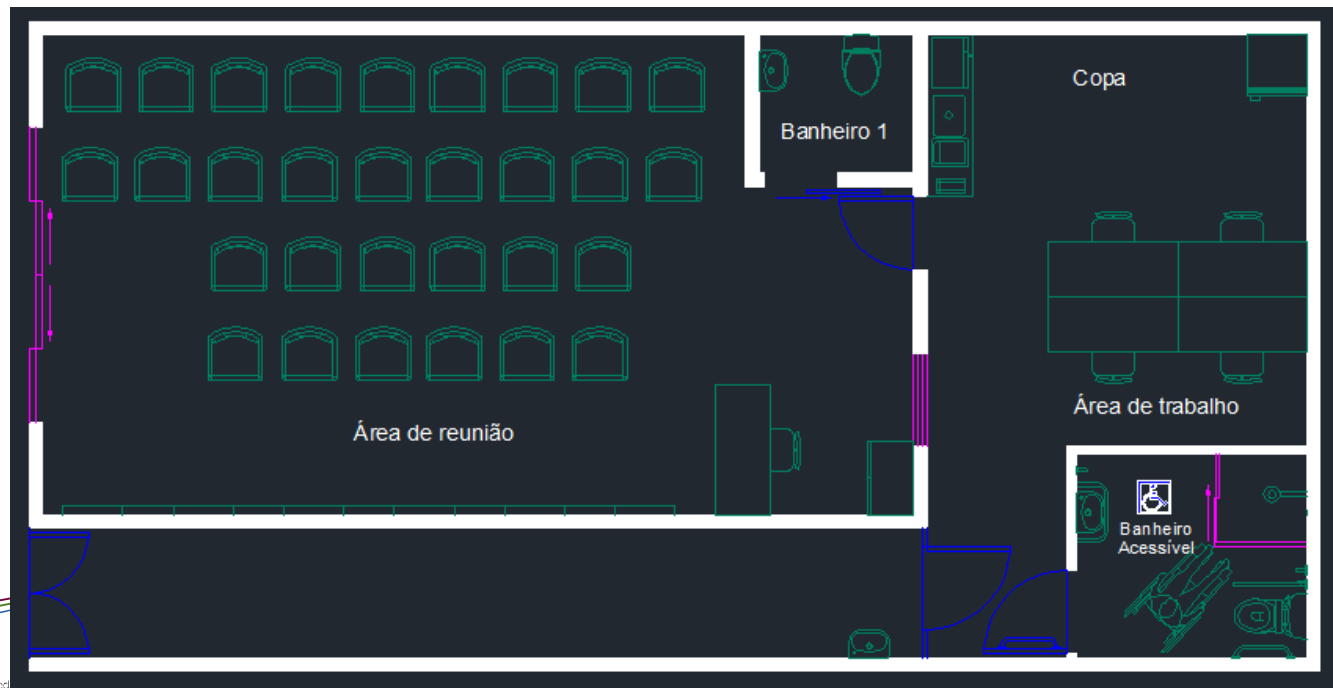 Copa
Banheiro 1
Área de trabalho
Área de reunião
Banheiro
Acessível